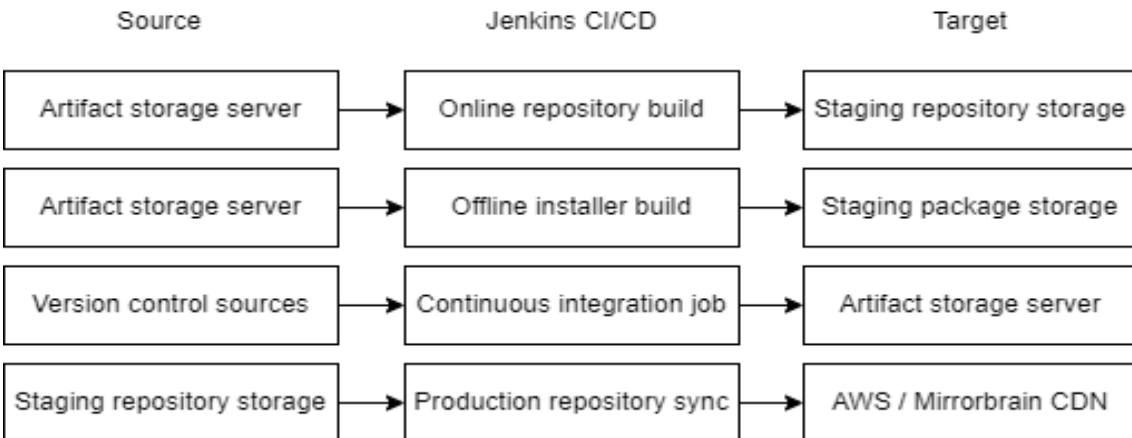 Source
Jenkins CI/CD
Target
Artifact storage server
Online repository build
Staging repository storage
Artifact storage server
Offline installer build
Staging package storage
Version control sources
Continuous integration job
Artifact storage server
Staging repository storage
Production repository sync
AWS / Mirrorbrain CDN